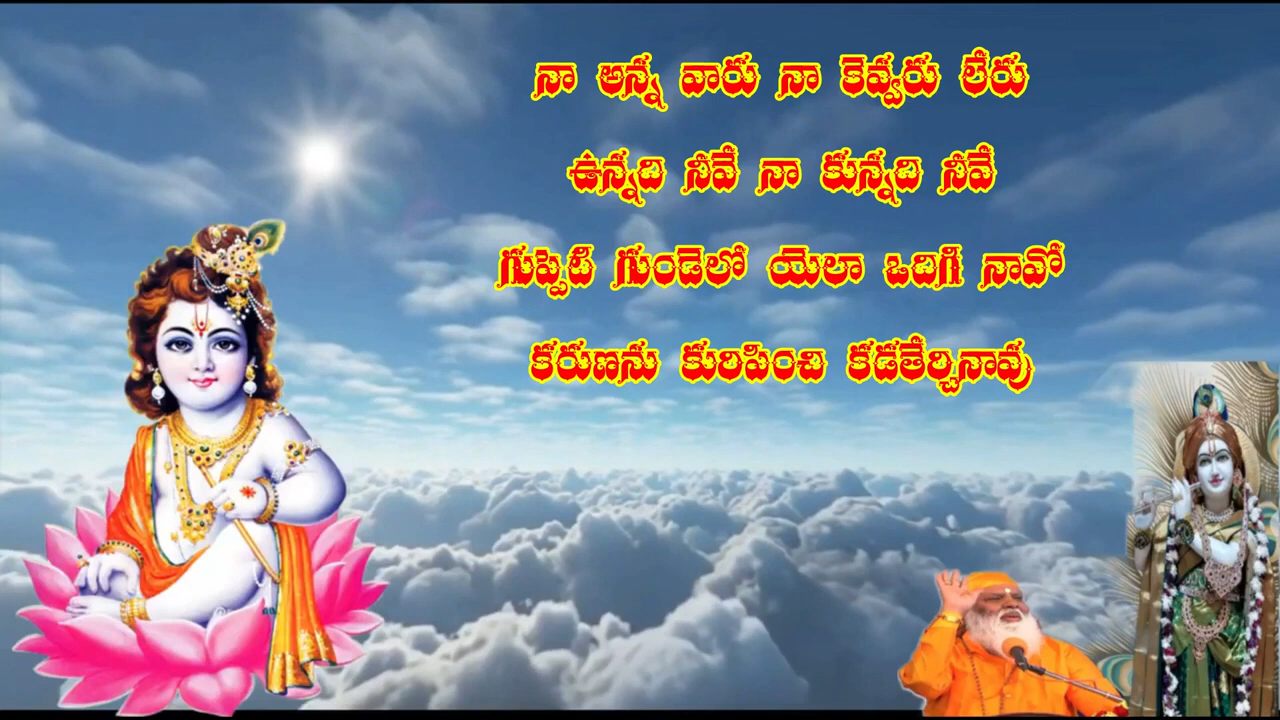 నా అన్న వారు నా కెవ్వరు లేరు
ఉన్నది నీవే నా కున్నది నీవే
గుప్పెటి గుండెలో యెలా ఒదిగి నావో
కరుణను కురిపించి కడతేర్చినావు